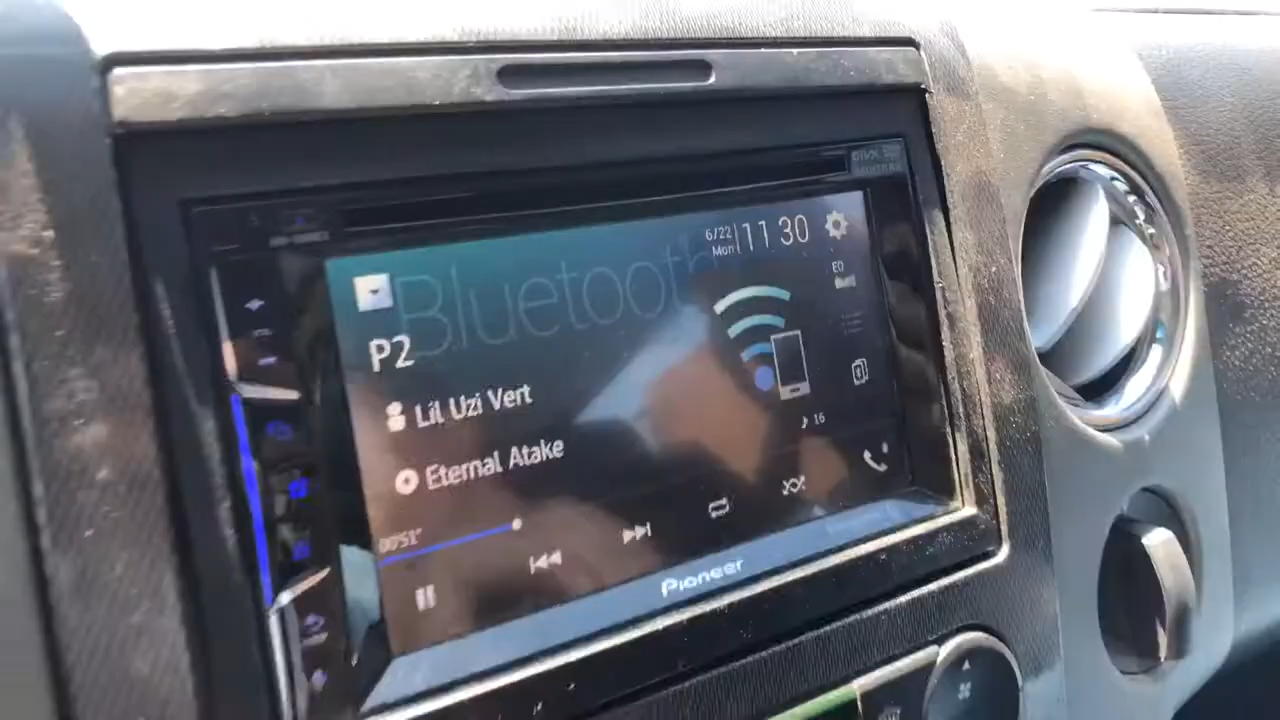 6/22
Mon
11 30
Bluetooth
EQ
P2
Lil Uzi Vert
16
Eternal Atake
00'51"
Pioneer